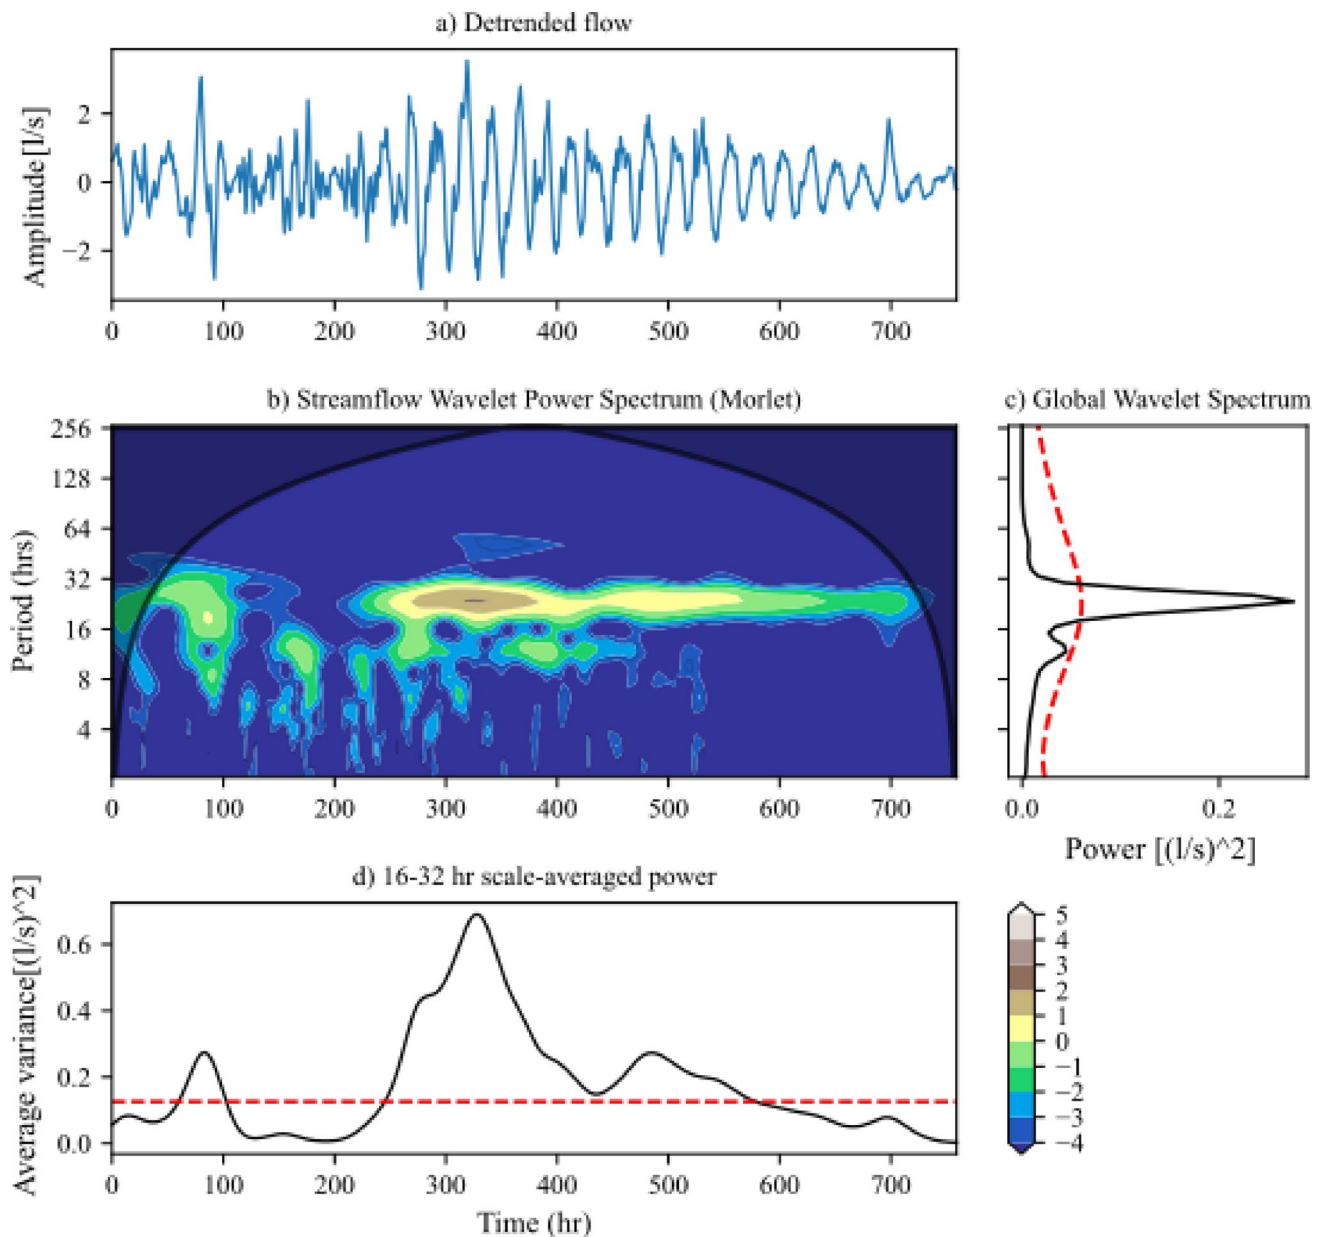 a) Detrended flow
Amplitude[l/s]
2
0
−2
0 100 200 300 400 500 600 700
b) Streamflow Wavelet Power Spectrum (Morlet)
c) Global Wavelet Spectrum
Period (hrs)
256
128
64
32
16
8
4
0 100 200 300 400 500 600 700
0.0 0.2
Power [(l/s)^2]
d) 16-32 hr scale-averaged power
Average variance[(l/s)^2]
0.6
0.4
0.2
0.0
0 100 200 300 400 500 600 700
Time (hr)
5
4
3
2
1
0
−1
−2
−3
−4